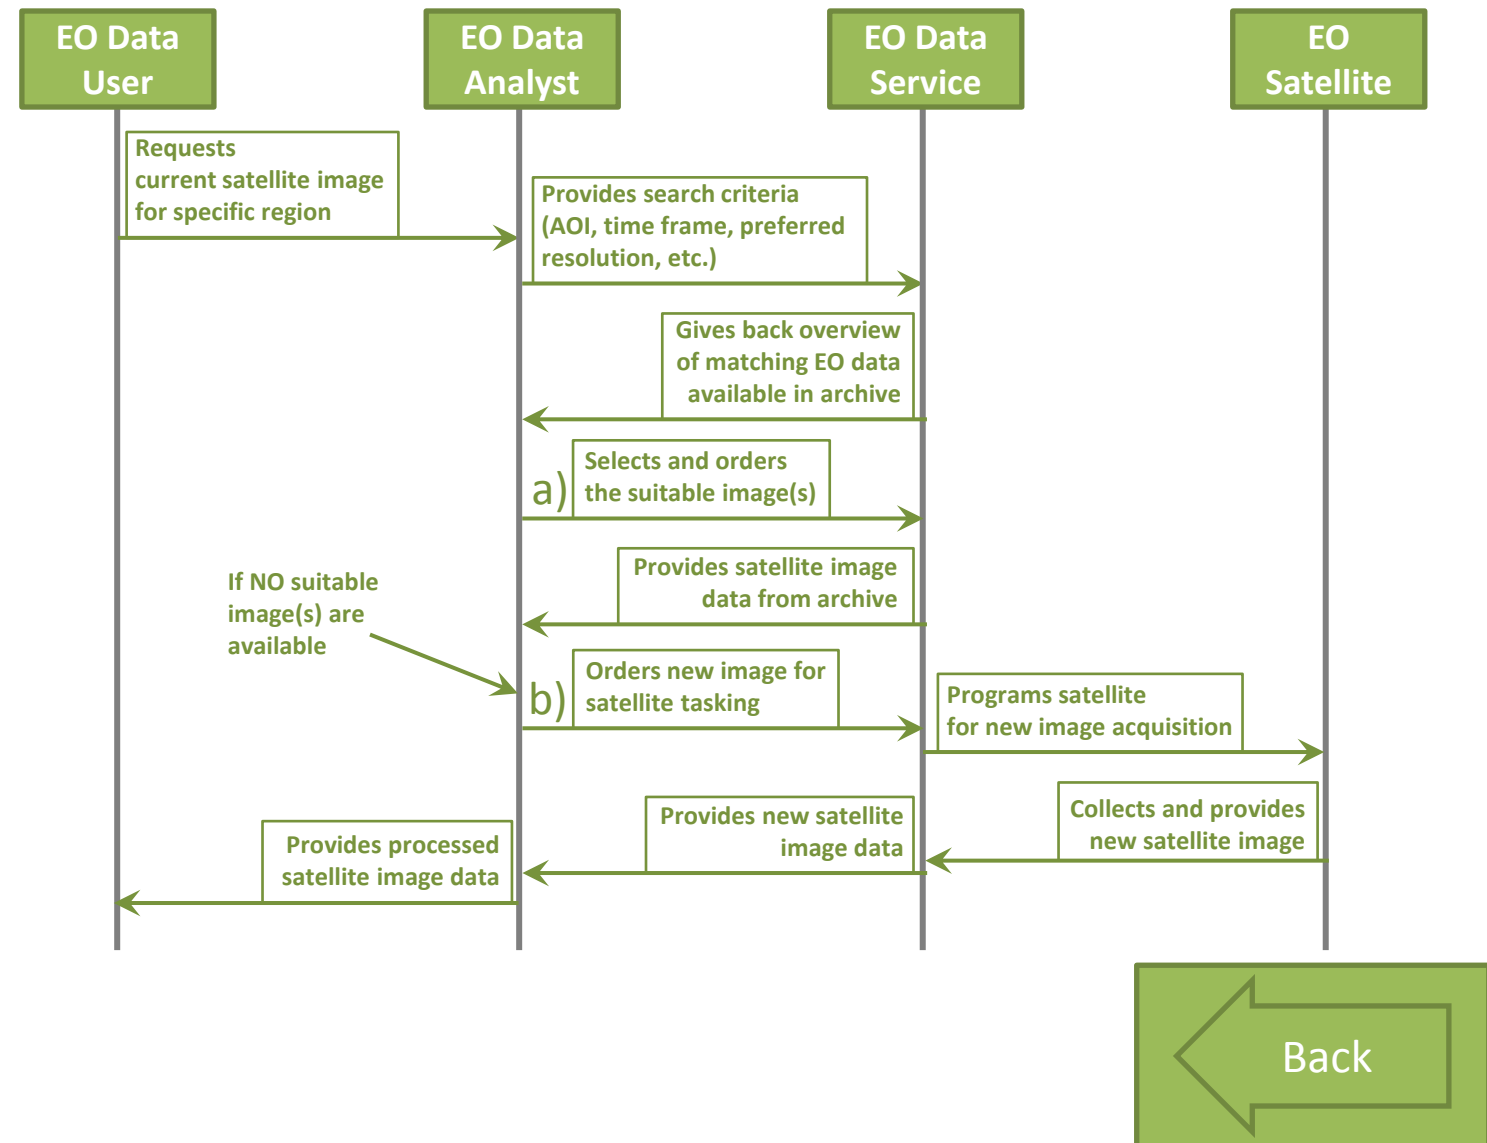 EO Data
User
EO Data
Analyst
EO Data
Service
EO
Satellite
Requests
current satellite image
for specific region
Provides search criteria
(AOI, time frame, preferred
resolution, etc.)
Gives back overview
of matching EO data
available in archive
a)
Selects and orders
the suitable image(s)
Provides satellite image
data from archive
If NO suitable
image(s) are
available
b)
Orders new image for
satellite tasking
Programs satellite
for new image acquisition
Collects and provides
new satellite image
Provides new satellite
image data
Provides processed
satellite image data
Back